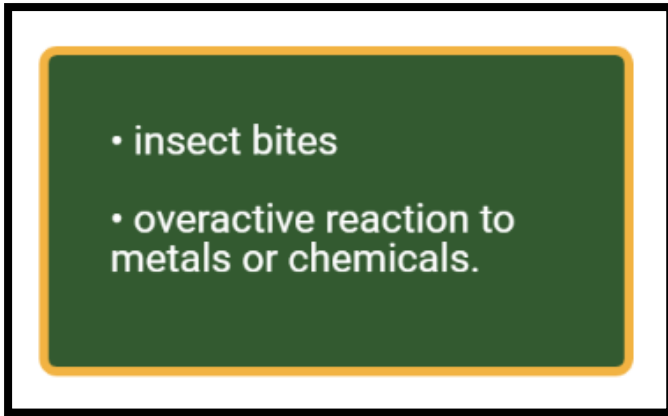 • insect bites
• overactive reaction to
metals or chemicals.